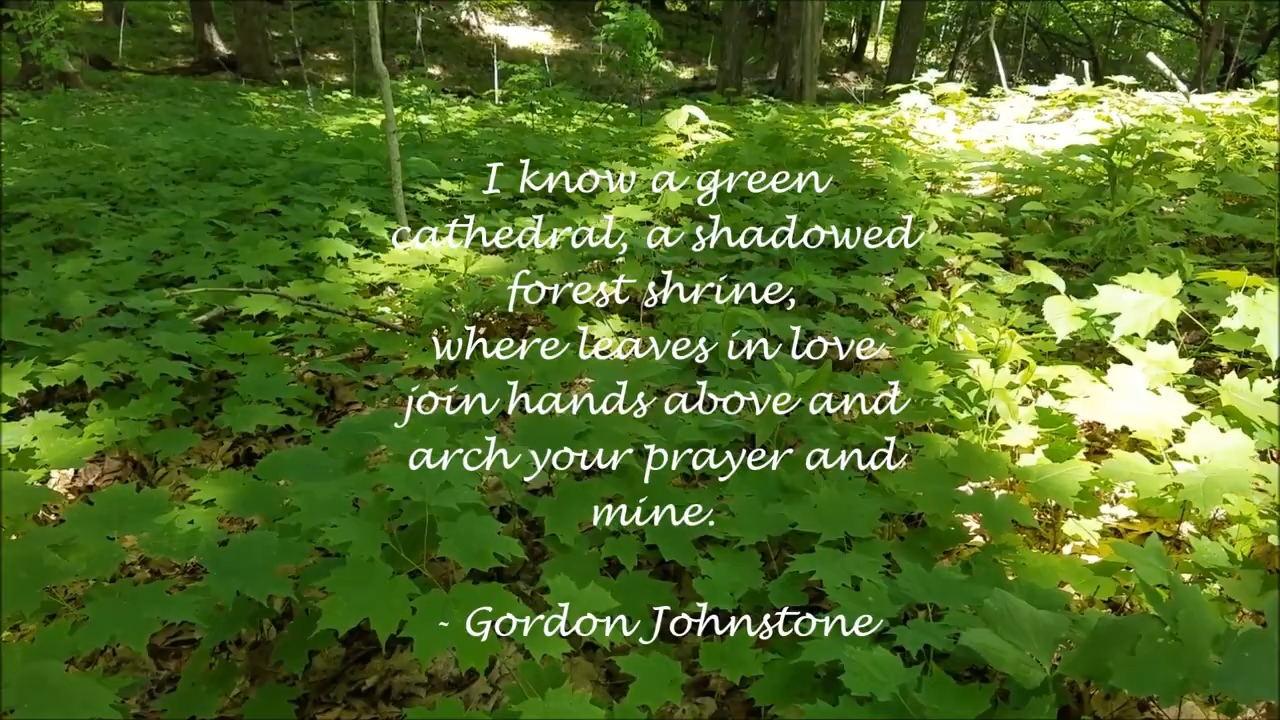 I know a green
cathedral, a shadowed
forest shrine,
where leaves in love
join hands above and
arch your prayer and
mine.
- Gordon Johnstone